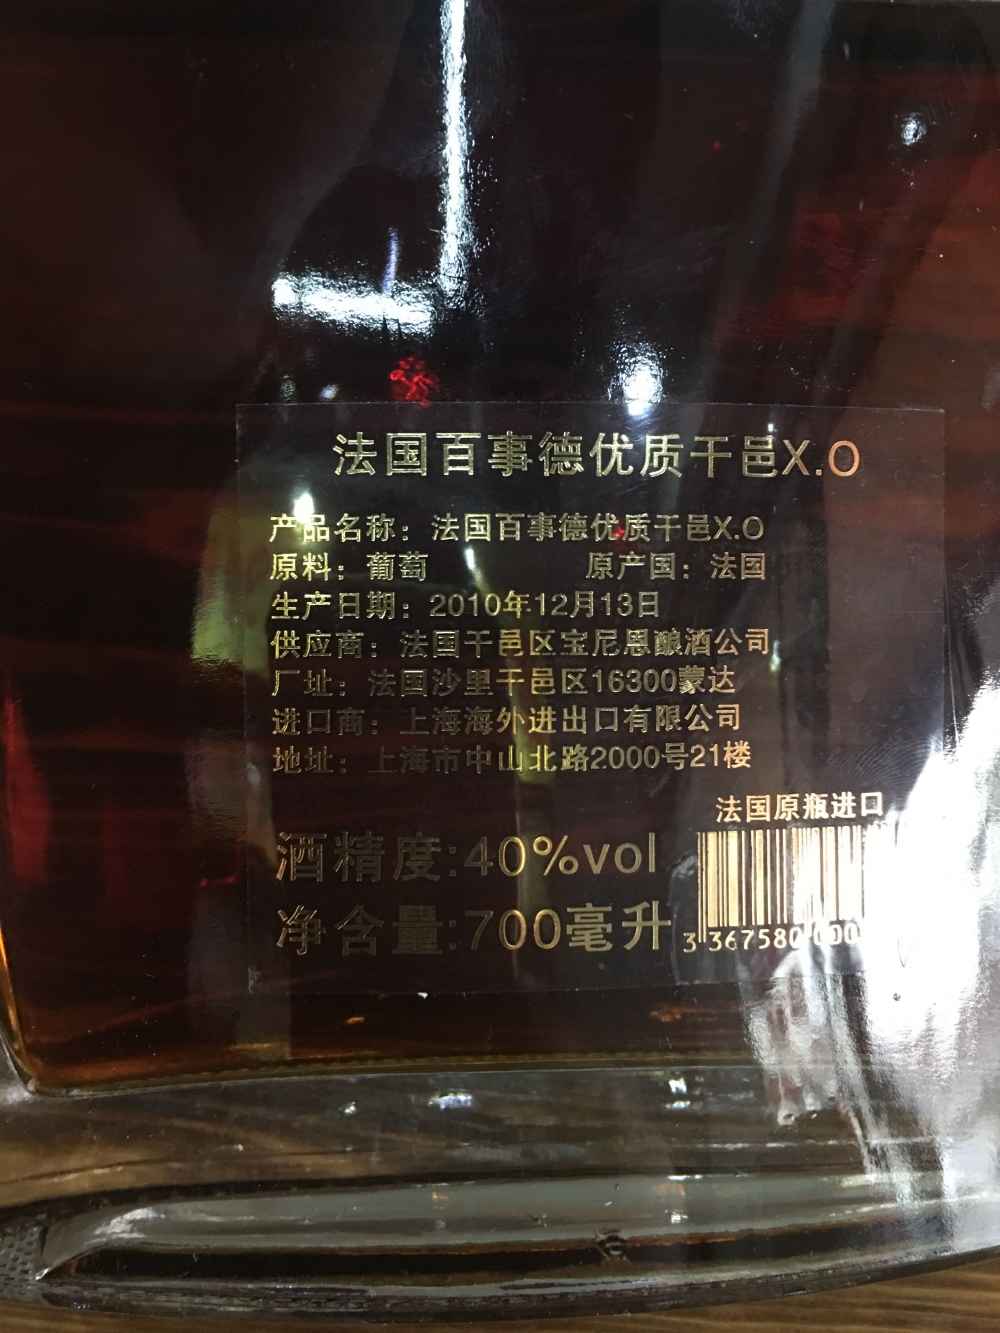 法国百事德优质干邑X.O
产品名称：法国百事德优质干邑X.O
原料：葡萄 原产国：法国
生产日期：2010年12月13日
供应商：法国干邑区宝尼恩酿酒公司
厂址：法国沙里干邑区16300蒙达
进口商：上海海外进出口有限公司
地址：上海市中山北路2000号21楼
法国原瓶进口
酒精度:40%vol
净含量:700毫升
3 367580 000